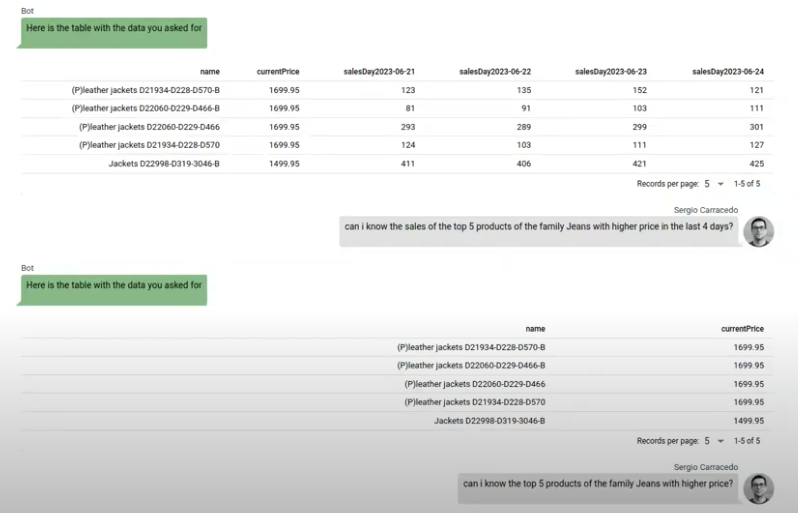 Bot
Here is the table with the data you asked for
name currentPrice salesDay2023-06-21 salesDay2023-06-22 salesDay2023-06-23 salesDay2023-06-24
(P)leather jackets D21934-D228-D570-B 1699.95 123 135 152 121
(P)leather jackets D22060-D229-D466-B 1699.95 81 91 103 111
(P)leather jackets D22060-D229-D466 1699.95 293 289 299 301
(P)leather jackets D21934-D228-D570 1699.95 124 103 111 127
Jackets D22998-D319-3046-B 1499.95 411 406 421 425
Records per page: 5 1-5 of 5
Sergio Carracedo
can i know the sales of the top 5 products of the family Jeans with higher price in the last 4 days?
Bot
Here is the table with the data you asked for
name currentPrice
(P)leather jackets D21934-D228-D570-B 1699.95
(P)leather jackets D22060-D229-D466-B 1699.95
(P)leather jackets D22060-D229-D466 1699.95
(P)leather jackets D21934-D228-D570 1699.95
Jackets D22998-D319-3046-B 1499.95
Records per page: 5 1-5 of 5
Sergio Carracedo
can i know the top 5 products of the family Jeans with higher price?